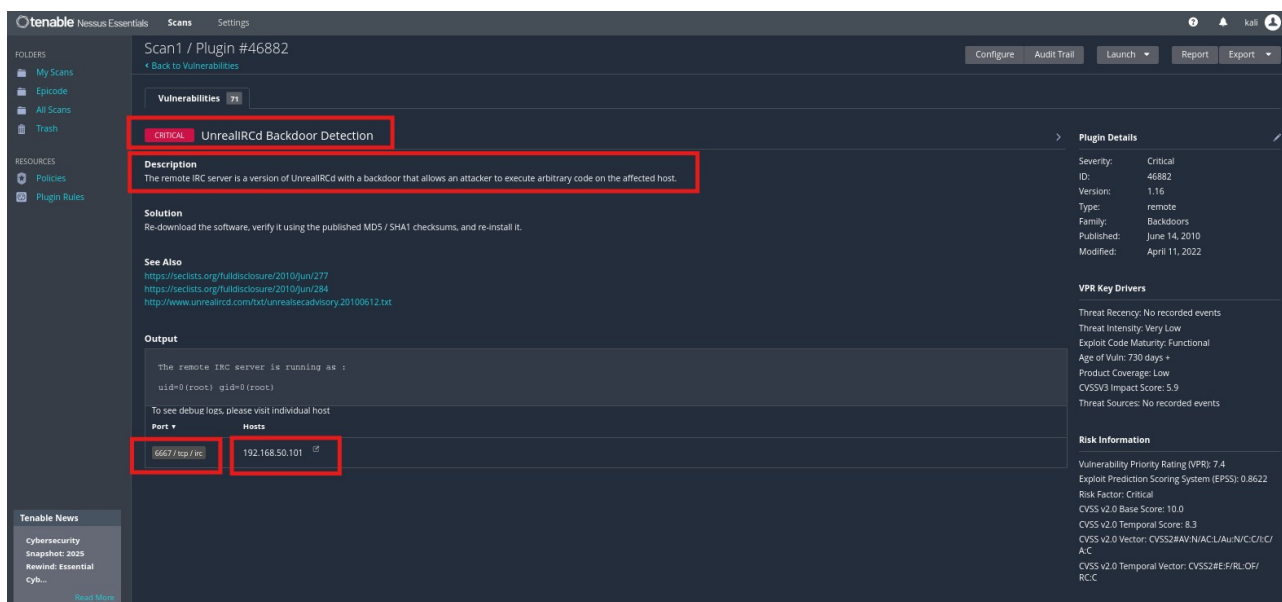 tenable Nessus Essentials Scans Settings kali
FOLDERS
My Scans
Epicode
All Scans
Trash
RESOURCES
Policies
Plugin Rules
Tenable News
Cybersecurity
Snapshot: 2025
Rewind: Essential
Cyb...
Read More
Scan1 / Plugin #46882
Back to Vulnerabilities
Configure Audit Trail Launch Report Export
Vulnerabilities 71
CRITICAL UnrealIRCd Backdoor Detection
Description
The remote IRC server is a version of UnrealIRCd with a backdoor that allows an attacker to execute arbitrary code on the affected host.
Solution
Re-download the software, verify it using the published MD5 / SHA1 checksums, and re-install it.
See Also
https://seclists.org/fulldisclosure/2010/Jun/277
https://seclists.org/fulldisclosure/2010/Jun/284
http://www.unrealircd.com/txt/unrealsecadvisory.20100612.txt
Output
The remote IRC server is running as :
uid=0(root) gid=0(root)
To see debug logs, please visit individual host
Port Hosts
6667 / tcp / irc 192.168.50.101
Plugin Details
Severity: Critical
ID: 46882
Version: 1.16
Type: remote
Family: Backdoors
Published: June 14, 2010
Modified: April 11, 2022
VPR Key Drivers
Threat Recency: No recorded events
Threat Intensity: Very Low
Exploit Code Maturity: Functional
Age of Vuln: 730 days +
Product Coverage: Low
CVSSV3 Impact Score: 5.9
Threat Sources: No recorded events
Risk Information
Vulnerability Priority Rating (VPR): 7.4
Exploit Prediction Scoring System (EPSS): 0.8622
Risk Factor: Critical
CVSS v2.0 Base Score: 10.0
CVSS v2.0 Temporal Score: 8.3
CVSS v2.0 Vector: CVSS2#AV:N/AC:L/Au:N/C:C/I:C/
A:C
CVSS v2.0 Temporal Vector: CVSS2#E:F/RL:OF/
RC:C